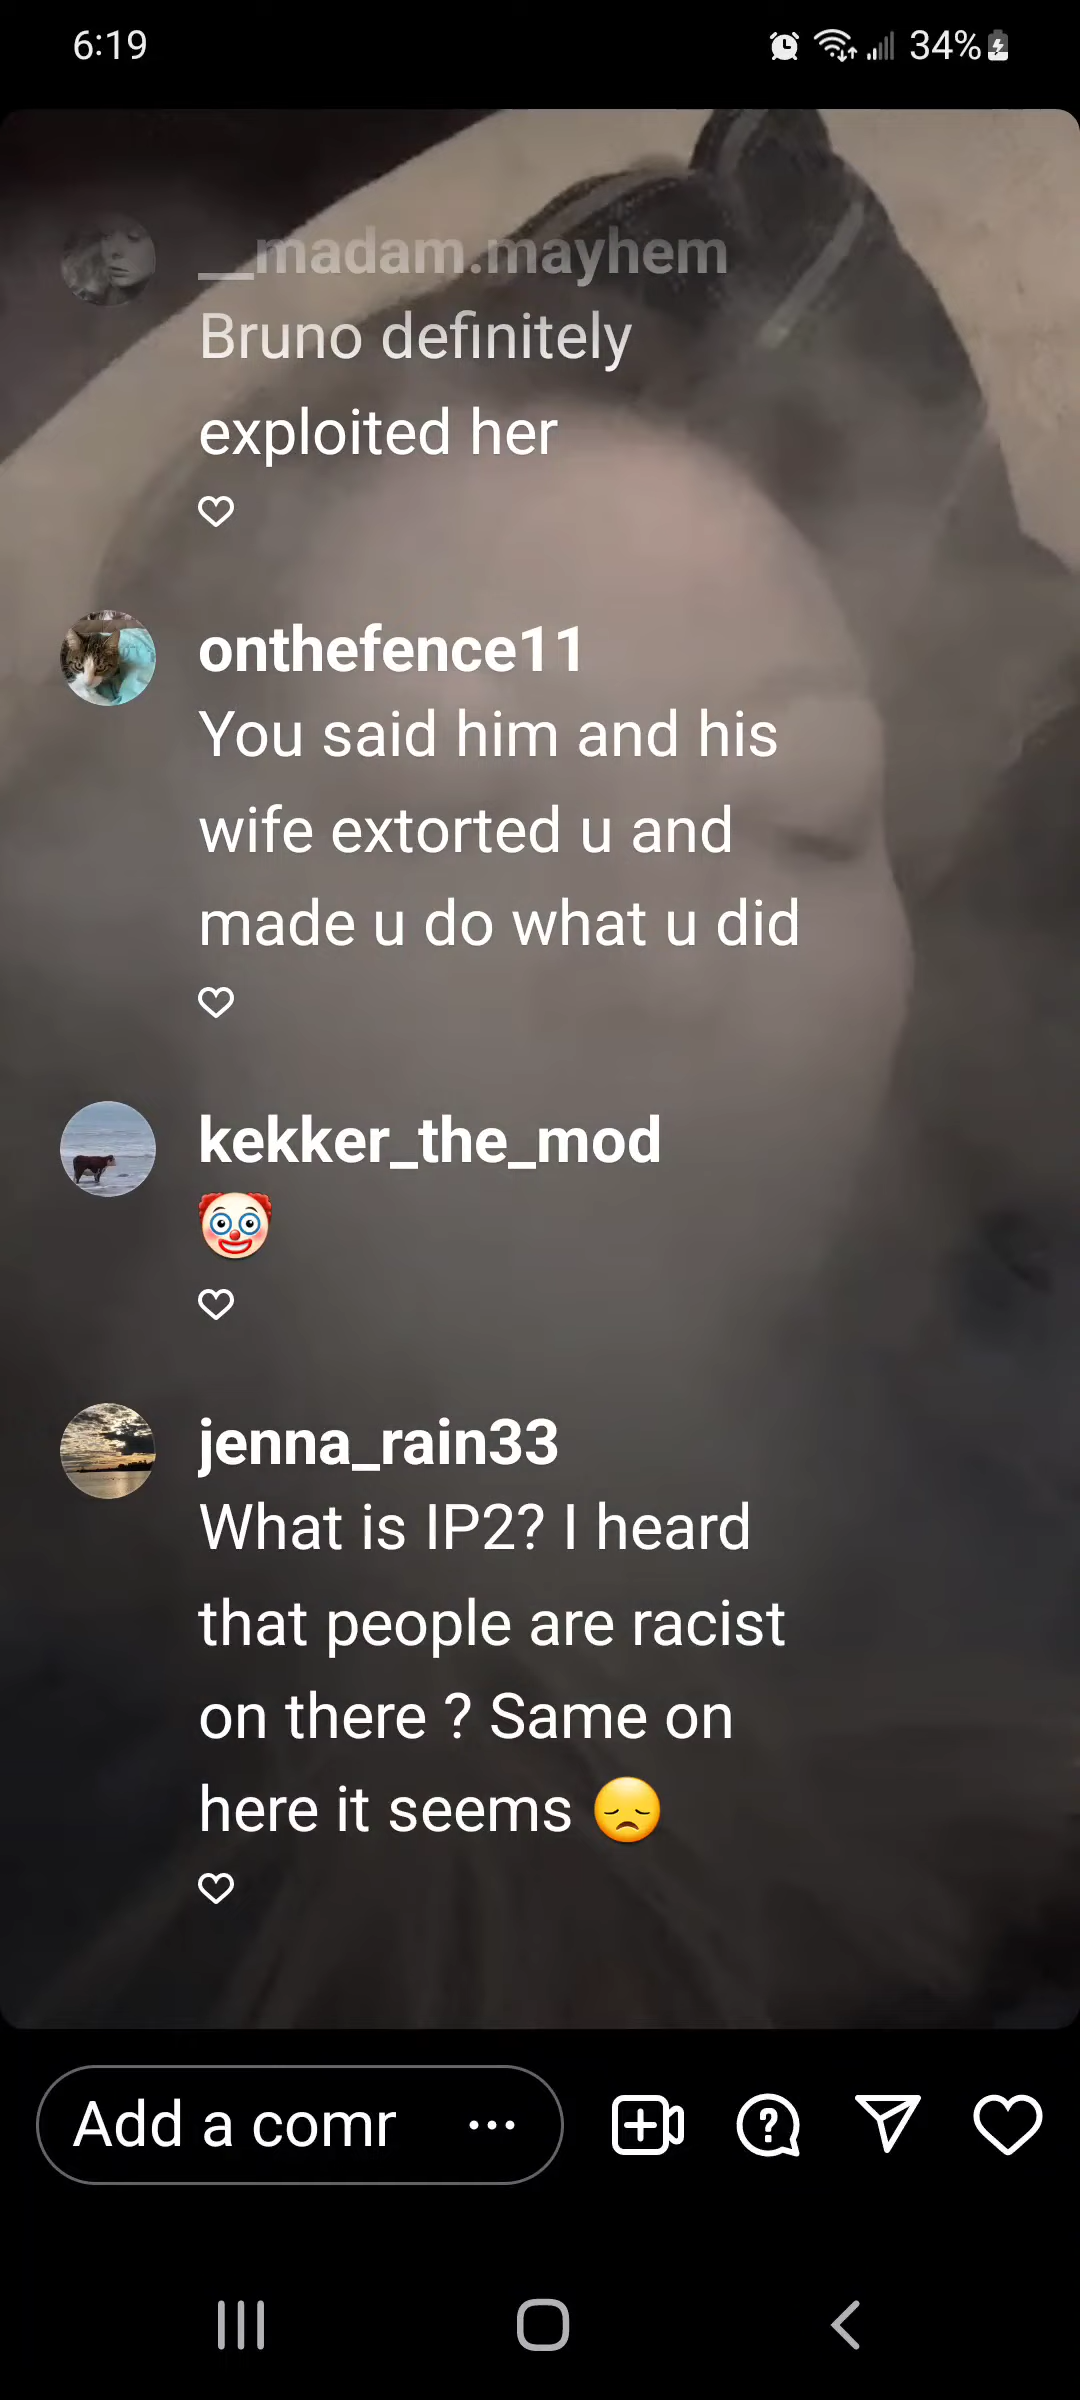 6:19
34%
__madam.mayhem
Bruno definitely
exploited her
onthefence11
You said him and his
wife extorted u and
made u do what u did
kekker_the_mod
🤡
jenna_rain33
What is IP2? I heard
that people are racist
on there ? Same on
here it seems 😞
Add a comr